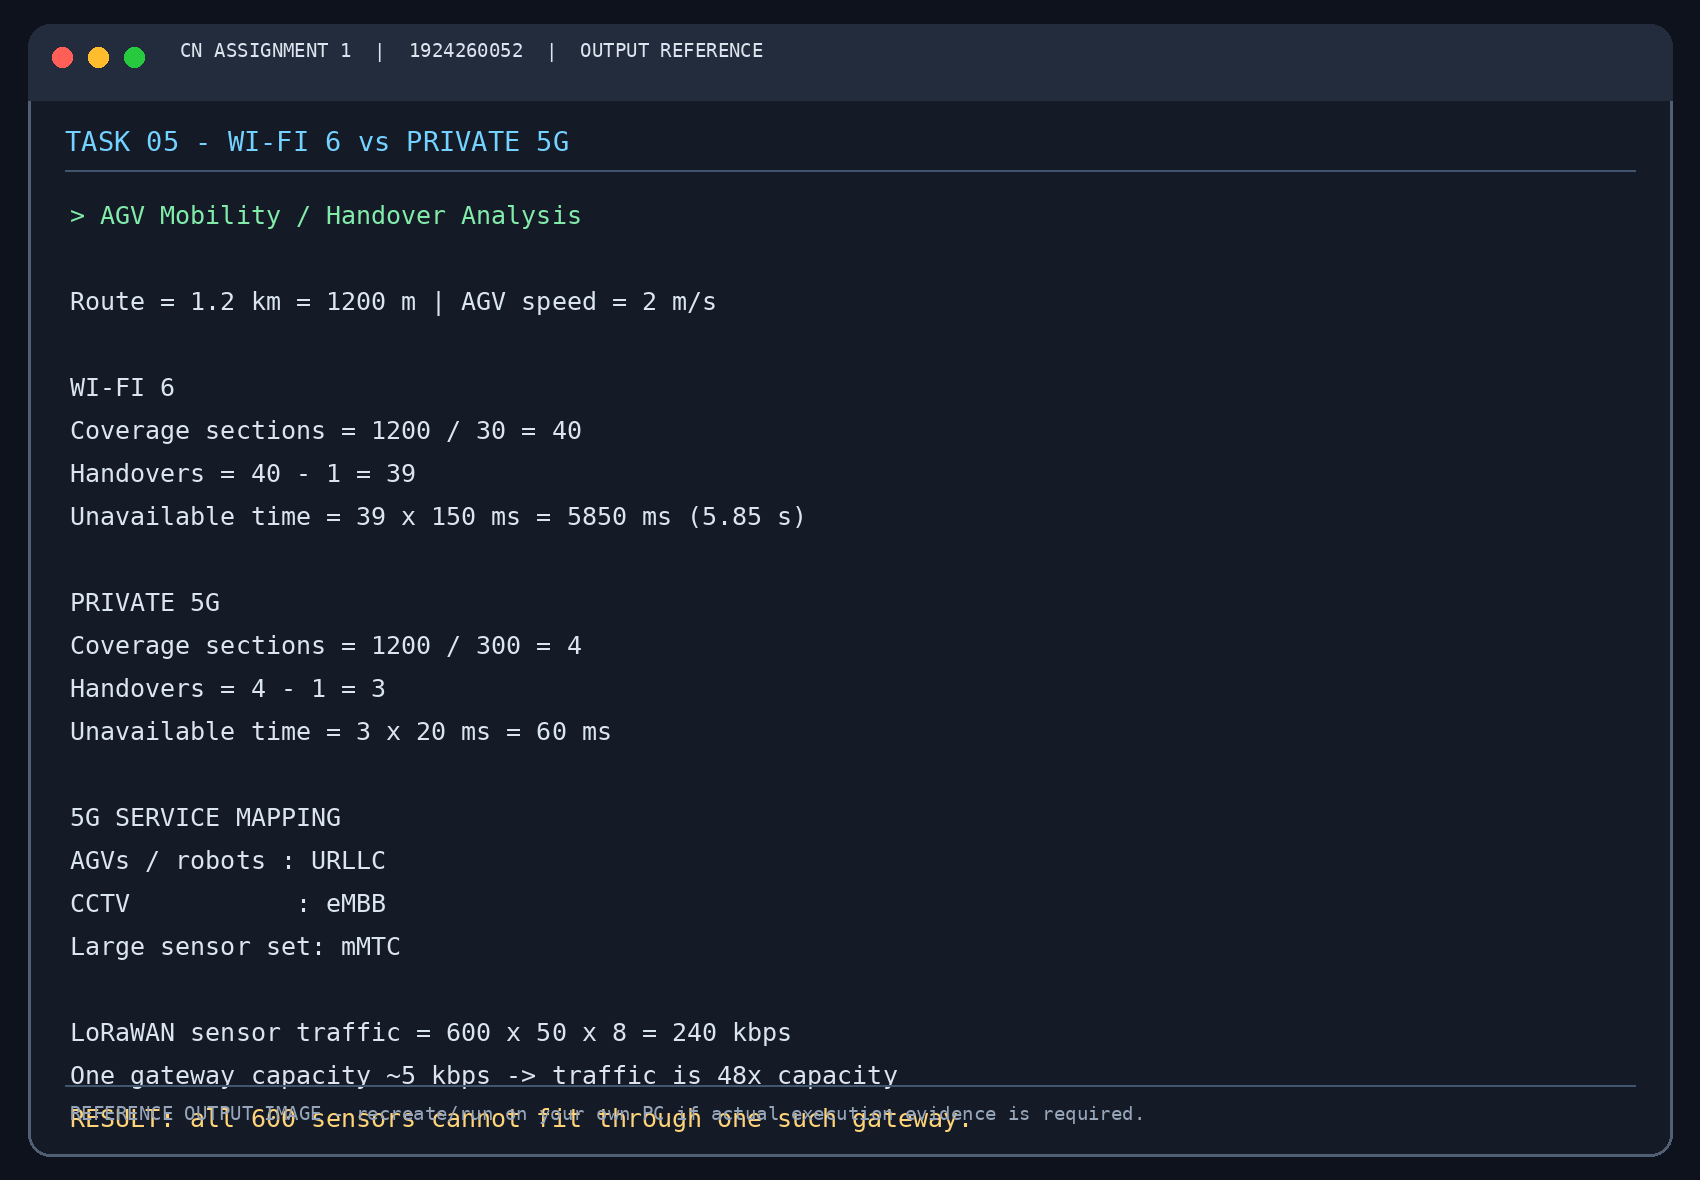 CN ASSIGNMENT 1 | 1924260052 | OUTPUT REFERENCE
TASK 05 - WI-FI 6 vs PRIVATE 5G
> AGV Mobility / Handover Analysis
Route = 1.2 km = 1200 m | AGV speed = 2 m/s
WI-FI 6
Coverage sections = 1200 / 30 = 40
Handovers = 40 - 1 = 39
Unavailable time = 39 x 150 ms = 5850 ms (5.85 s)
PRIVATE 5G
Coverage sections = 1200 / 300 = 4
Handovers = 4 - 1 = 3
Unavailable time = 3 x 20 ms = 60 ms
5G SERVICE MAPPING
AGVs / robots : URLLC
CCTV           : eMBB
Large sensor set: mMTC
LoRaWAN sensor traffic = 600 x 50 x 8 = 240 kbps
One gateway capacity ~5 kbps -> traffic is 48x capacity
REFERENCE OUTPUT IMAGE - recreate/run on your own PC if actual execution evidence is required.
RESULT: all 600 sensors cannot fit through one such gateway.